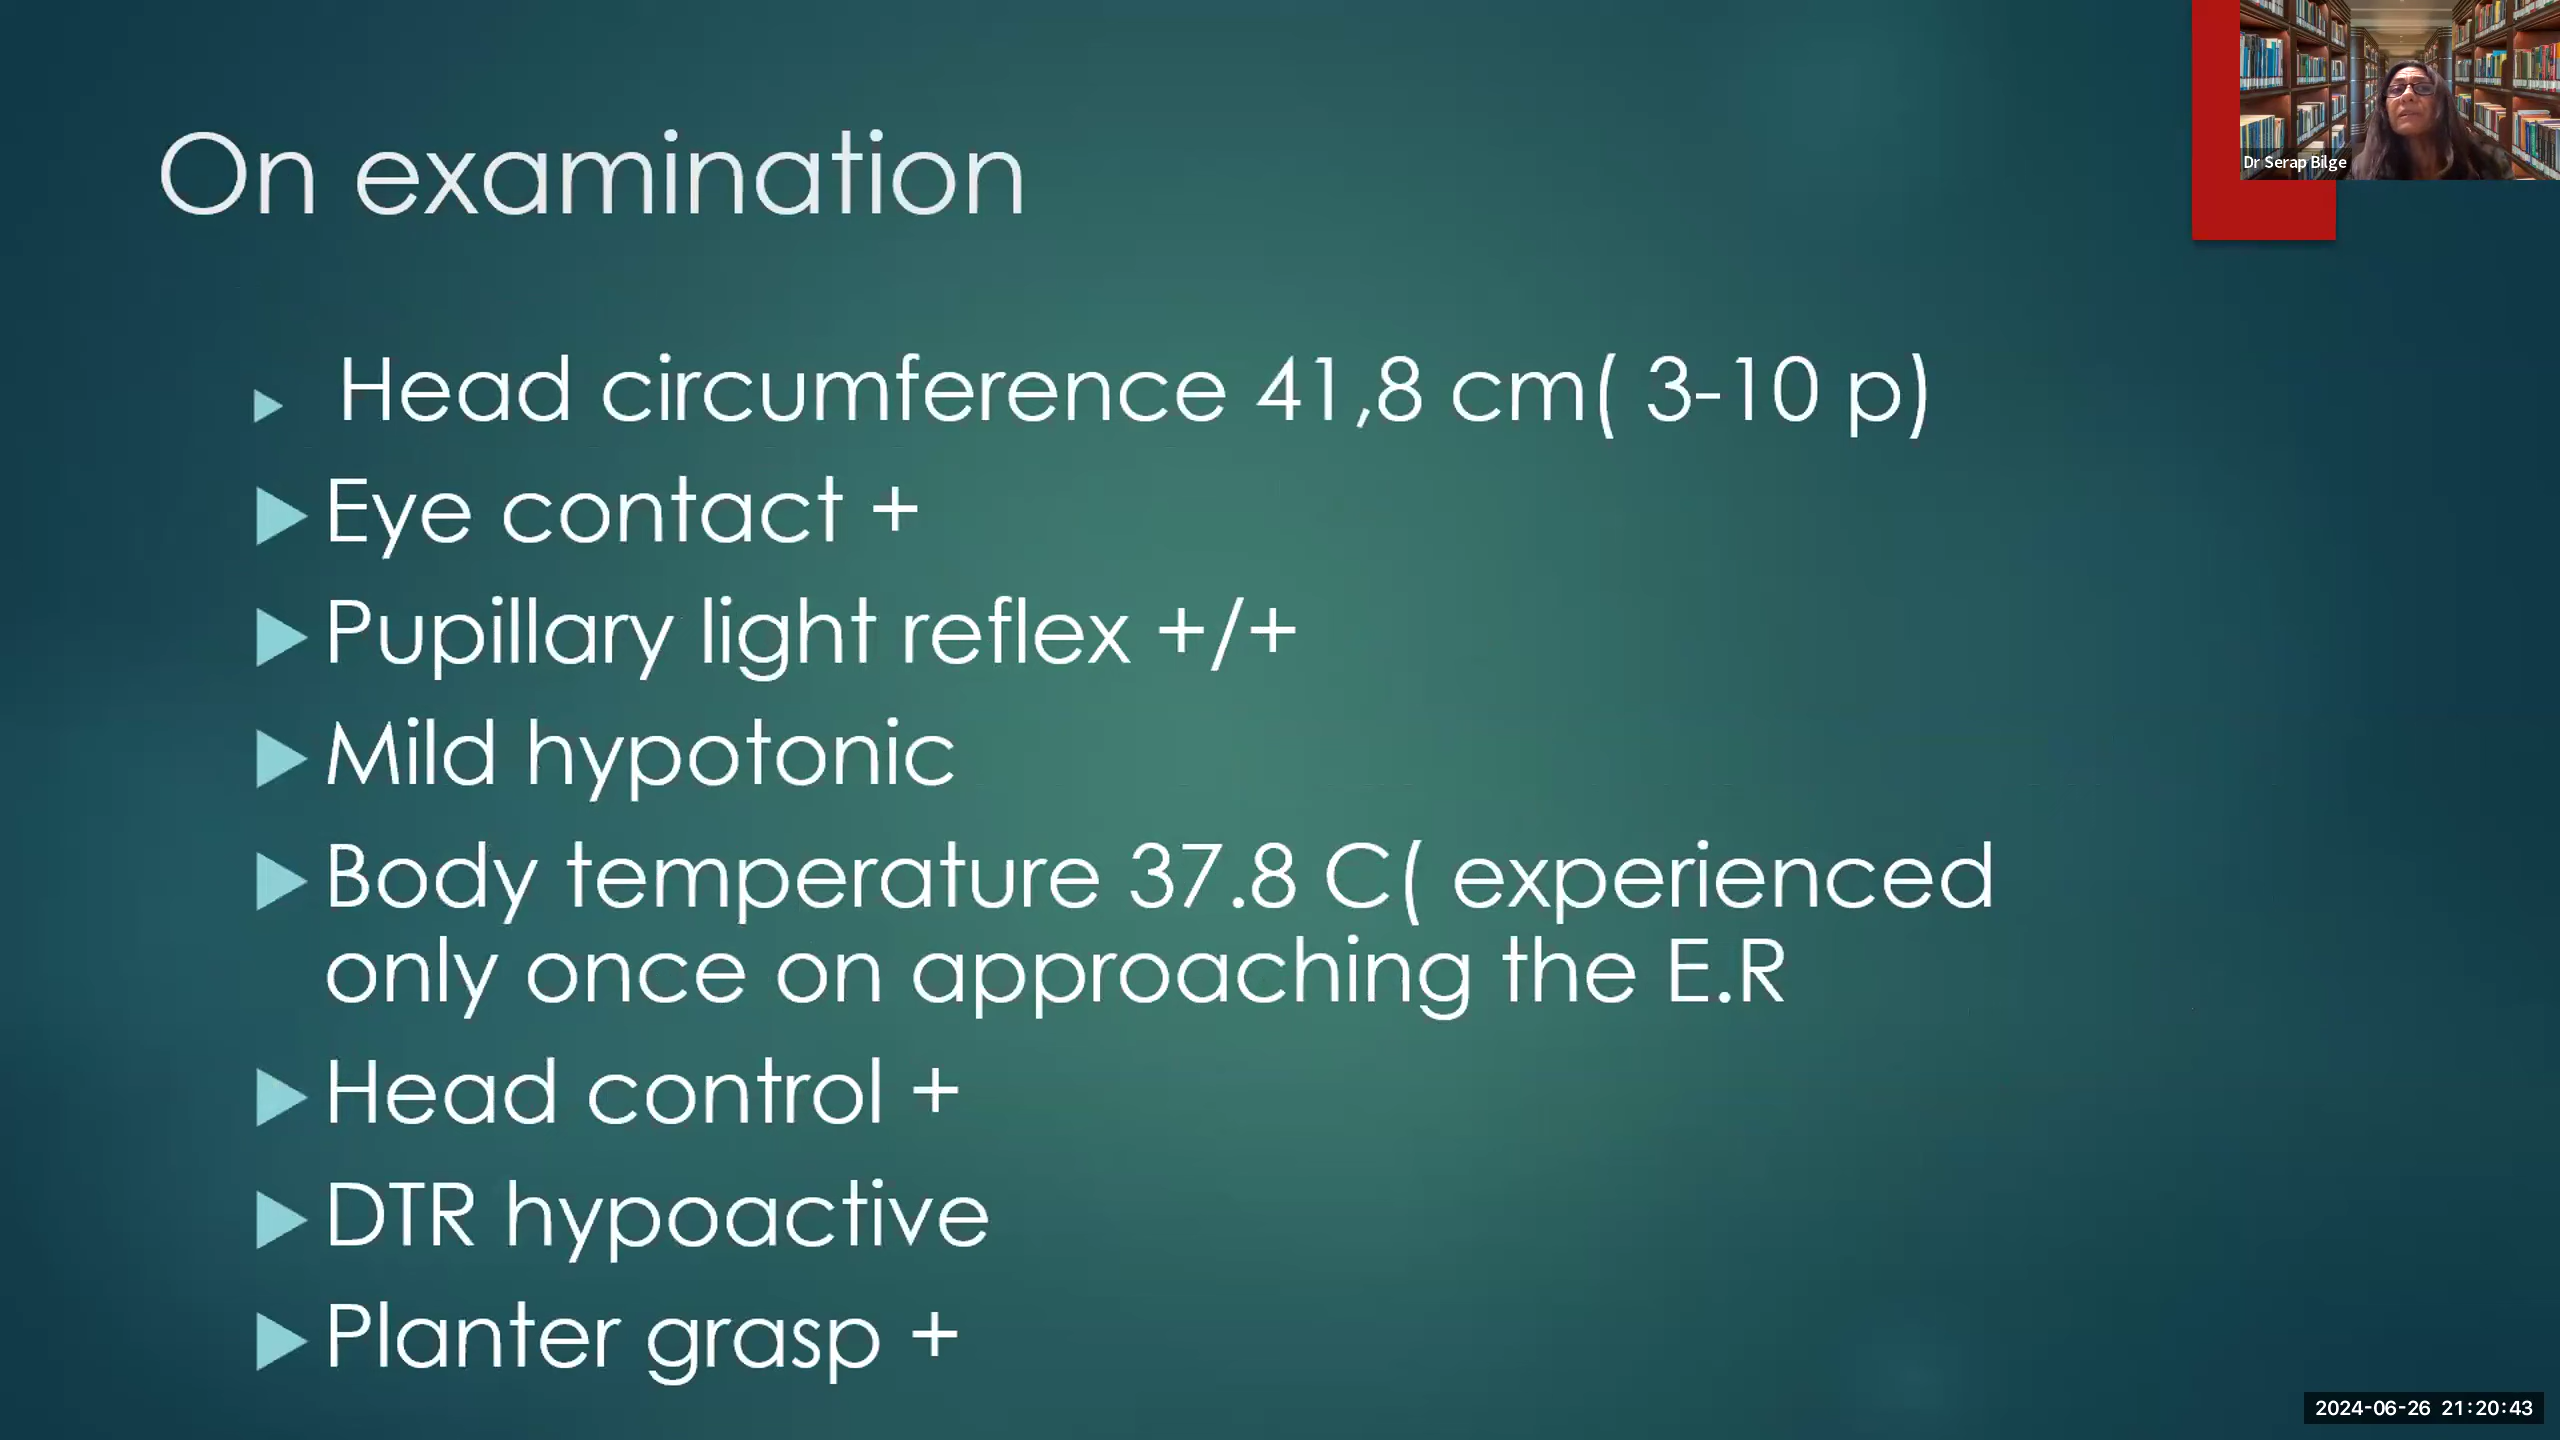 Dr Serap Bilge
On examination
Head circumference 41,8 cm( 3-10 p)
Eye contact +
Pupillary light reflex +/+
Mild hypotonic
Body temperature 37.8 C( experienced
only once on approaching the E.R
Head control +
DTR hypoactive
Planter grasp +
2024-06-26 21:20:43